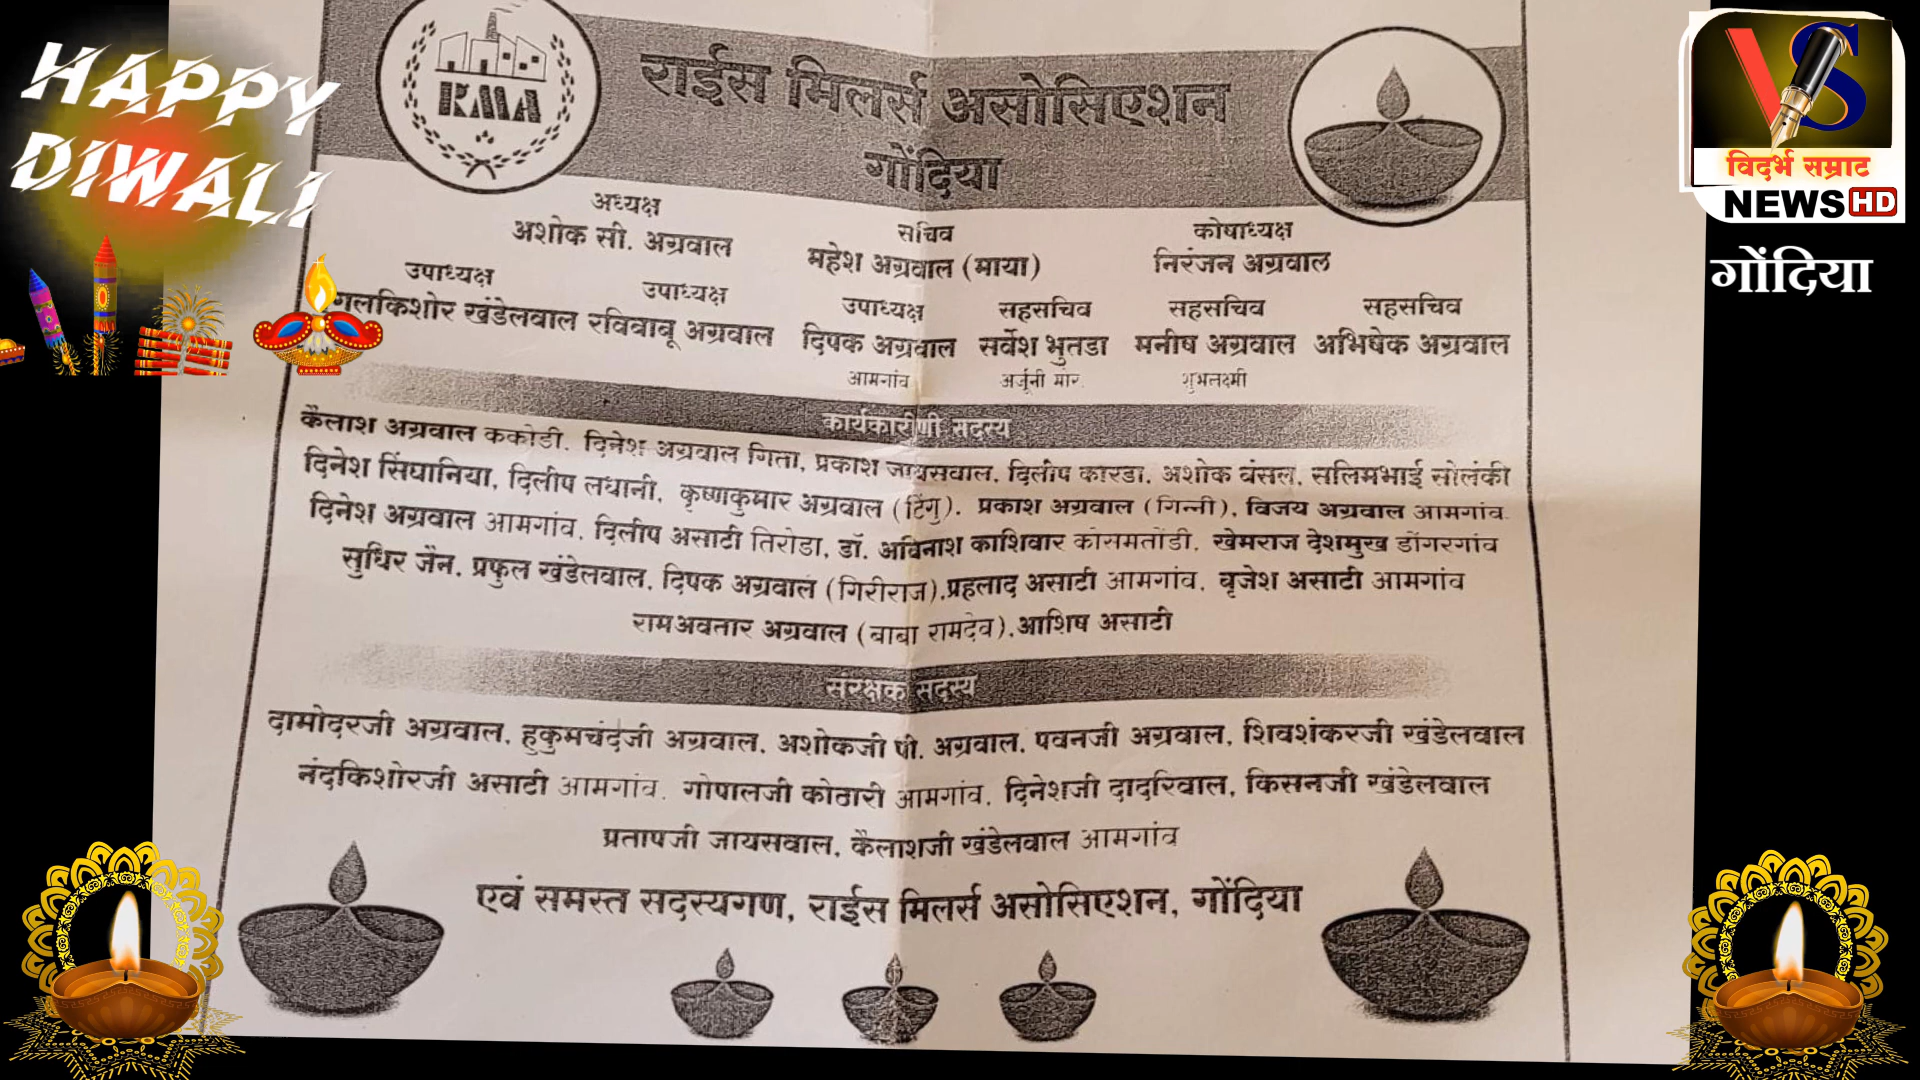 HAPPY
DIWALI
VS
विदर्भ सम्राट
NEWS HD
गोंदिया
RMA
राईस मिलर्स असोसिएशन
गोंदिया
अध्यक्ष
अशोक सी. अग्रवाल
सचिव
महेश अग्रवाल (माया)
कोषाध्यक्ष
निरंजन अग्रवाल
उपाध्यक्ष उपाध्यक्ष उपाध्यक्ष सहसचिव सहसचिव सहसचिव
खंडेलवाल रविबाबू अग्रवाल दिपक अग्रवाल सर्वेश भुतडा मनीष अग्रवाल अभिषेक अग्रवाल
आमगांव अर्जूनी मोर. शुभलक्ष्मी
कार्यकारीणी सदस्य
कैलाश अग्रवाल ककोडी, दिनेश अग्रवाल गिता, प्रकाश जायसवाल, दिलीप कारडा, अशोक बंसल, सलिमभाई सोलंकी
दिनेश सिंघानिया, दिलीप लधानी, कृष्णकुमार अग्रवाल (टिंगु), प्रकाश अग्रवाल (गिन्नी), विजय अग्रवाल आमगांव.
दिनेश अग्रवाल आमगांव, दिलीप असाटी तिरोडा, डॉ. अविनाश काशिवार कोसमतोंडी, खेमराज देशमुख डोंगरगांव
सुधिर जैन, प्रफुल खंडेलवाल, दिपक अग्रवाल (गिरीराज),प्रहलाद असाटी आमगांव, वृजेश असाटी आमगांव
रामअवतार अग्रवाल (बाबा रामदेव),आशिष असाटी
संरक्षक सदस्य
दामोदरजी अग्रवाल, हुकुमचंदजी अग्रवाल, अशोकजी पी. अग्रवाल, पवनजी अग्रवाल, शिवशंकरजी खंडेलवाल
नंदकिशोरजी असाटी आमगांव, गोपालजी कोठारी आमगांव, दिनेशजी दादरिवाल, किसनजी खंडेलवाल
प्रतापजी जायसवाल, कैलाशजी खंडेलवाल आमगांव
एवं समस्त सदस्यगण, राईस मिलर्स असोसिएशन, गोंदिया